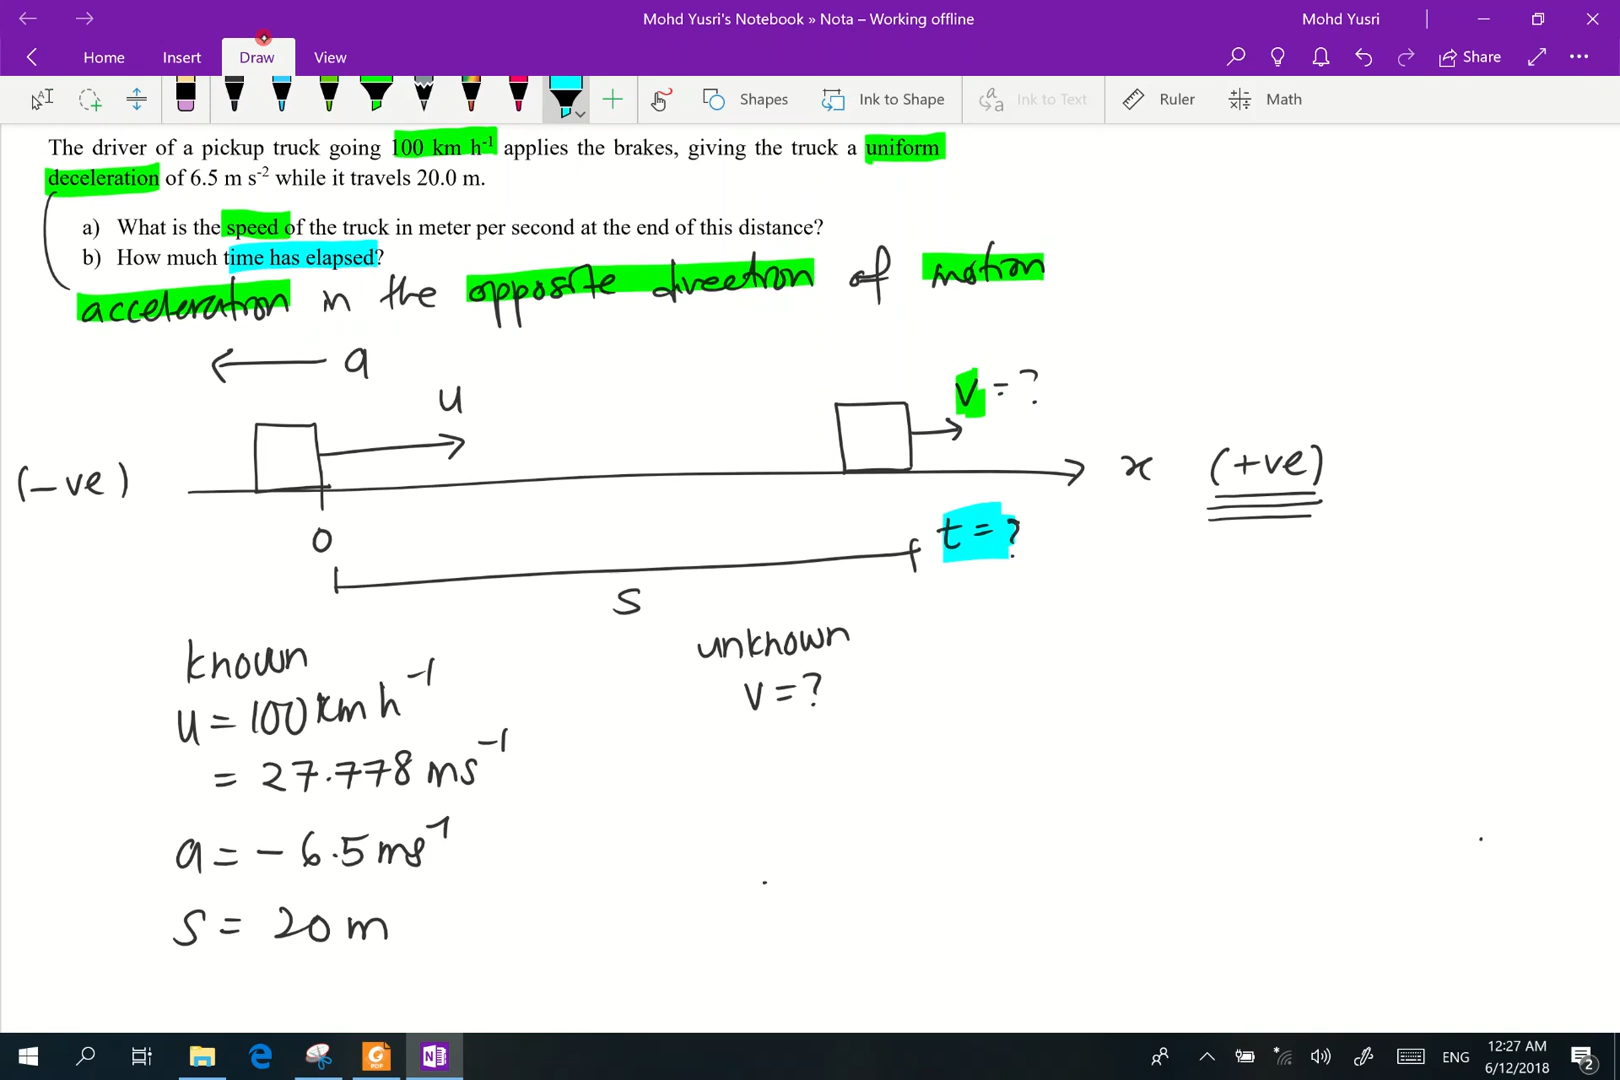 Mohd Yusri's Notebook » Nota – Working offline
Mohd Yusri
Home Insert Draw View
Share
Shapes
Ink to Shape
Ink to Text
Ruler
Math
The driver of a pickup truck going 100 km h⁻¹ applies the brakes, giving the truck a uniform
deceleration of 6.5 m s⁻² while it travels 20.0 m.
a) What is the speed of the truck in meter per second at the end of this distance?
b) How much time has elapsed?
acceleration in the opposite direction of motion
a
u
v = ?
(-ve)
x (+ve)
0
t = ?
s
known
u = 100 km h⁻¹
= 27.778 ms⁻¹
a = - 6.5 ms⁻¹
s = 20 m
unknown
v = ?
ENG
12:27 AM
6/12/2018
2